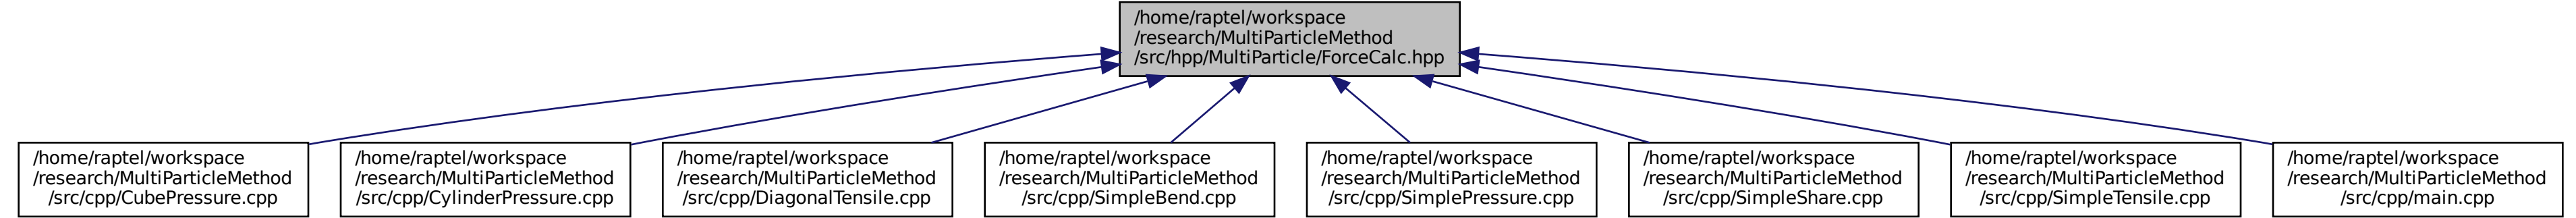 /home/raptel/workspace
/research/MultiParticleMethod
/src/hpp/MultiParticle/ForceCalc.hpp
/home/raptel/workspace
/research/MultiParticleMethod
/src/cpp/CubePressure.cpp
/home/raptel/workspace
/research/MultiParticleMethod
/src/cpp/CylinderPressure.cpp
/home/raptel/workspace
/research/MultiParticleMethod
/src/cpp/DiagonalTensile.cpp
/home/raptel/workspace
/research/MultiParticleMethod
/src/cpp/SimpleBend.cpp
/home/raptel/workspace
/research/MultiParticleMethod
/src/cpp/SimplePressure.cpp
/home/raptel/workspace
/research/MultiParticleMethod
/src/cpp/SimpleShare.cpp
/home/raptel/workspace
/research/MultiParticleMethod
/src/cpp/SimpleTensile.cpp
/home/raptel/workspace
/research/MultiParticleMethod
/src/cpp/main.cpp